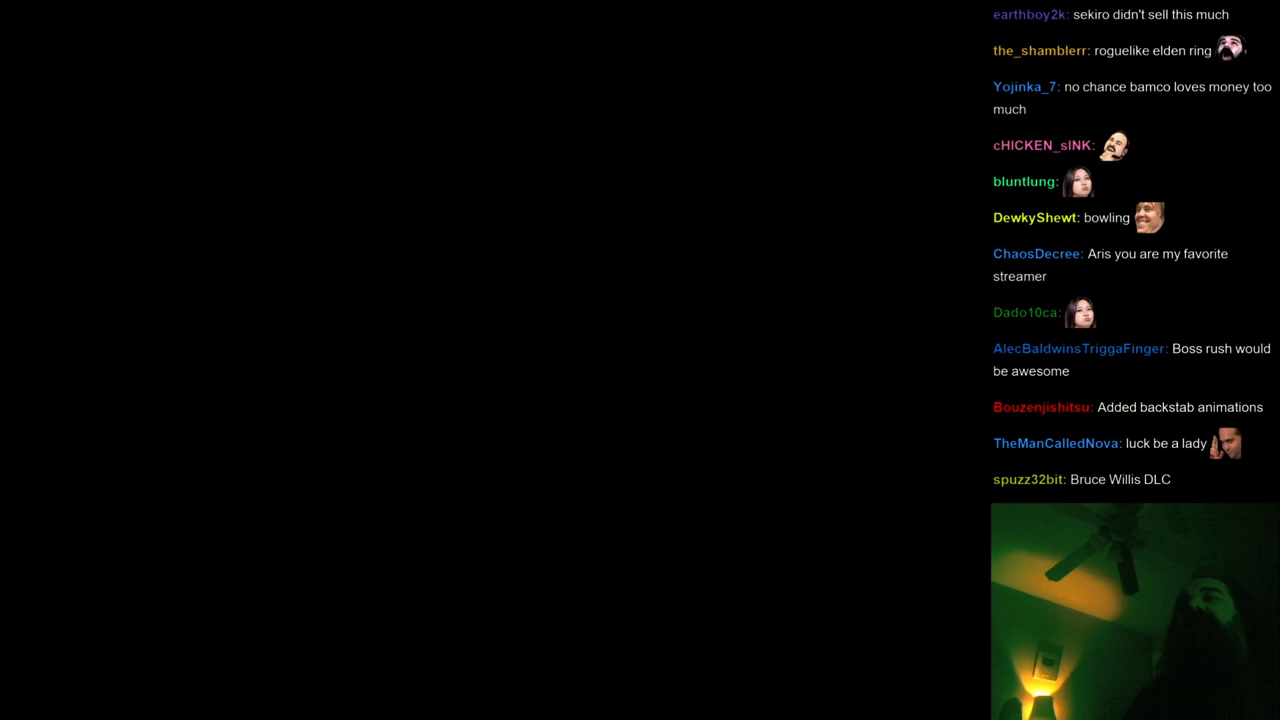 earthboy2k: sekiro didn't sell this much
the_shamblerr: roguelike elden ring
Yojinka_7: no chance bamco loves money too
much
cHICKEN_sINK:
bluntlung:
DewkyShewt: bowling
ChaosDecree: Aris you are my favorite
streamer
Dado10ca:
AlecBaldwinsTriggaFinger: Boss rush would
be awesome
Bouzenjishitsu: Added backstab animations
TheManCalledNova: luck be a lady
spuzz32bit: Bruce Willis DLC